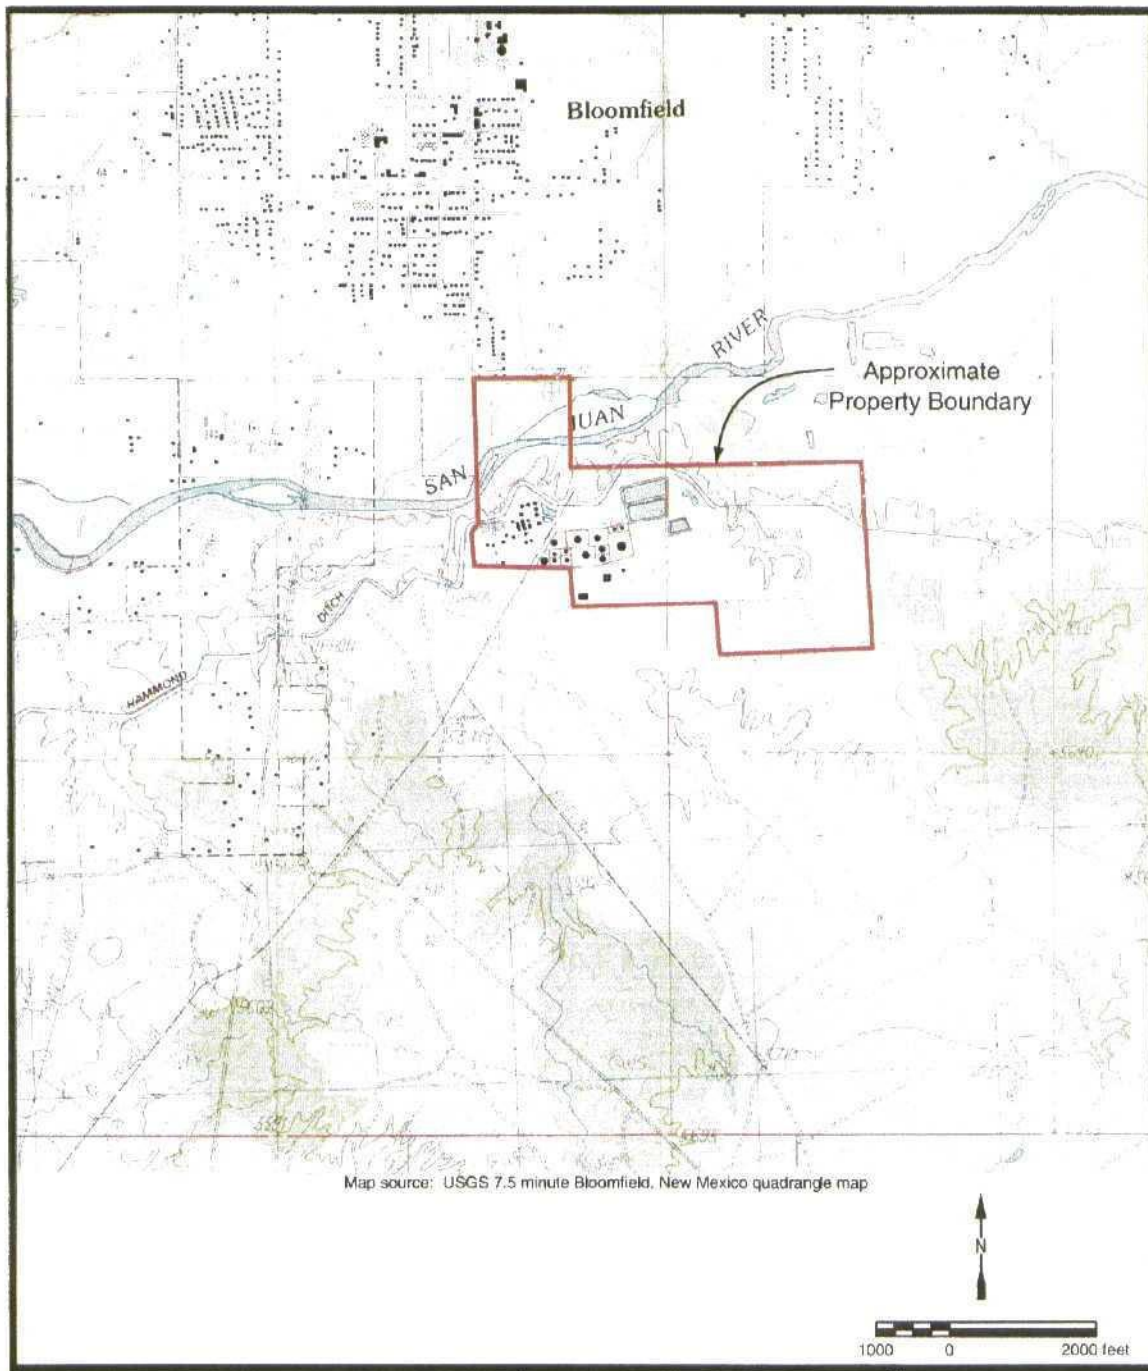 Bloomfield
SAN JUAN RIVER
Approximate
Property Boundary
HAMMOND DITCH
Map source: USGS 7.5 minute Bloomfield, New Mexico quadrangle map
N
1000 0 2000 feet